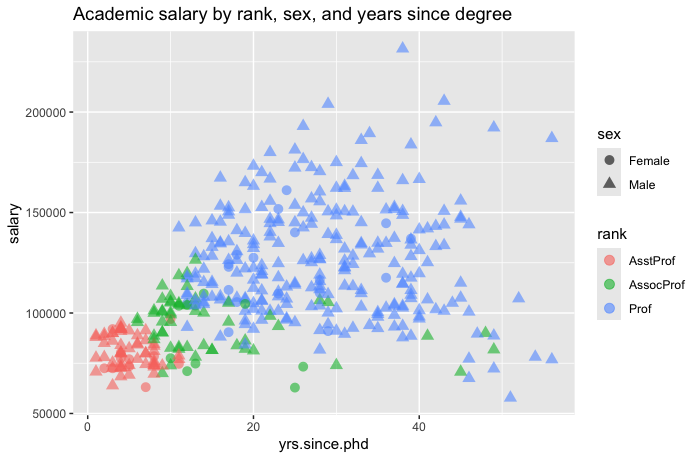 Academic salary by rank, sex, and years since degree
salary
200000
150000
100000
50000
0
20
40
yrs.since.phd
sex
Female
Male
rank
AsstProf
AssocProf
Prof